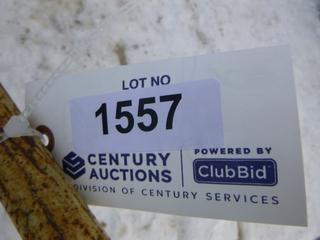 LOT NO
1557
CENTURY AUCTIONS
POWERED BY
ClubBid
DIVISION OF CENTURY SERVICES